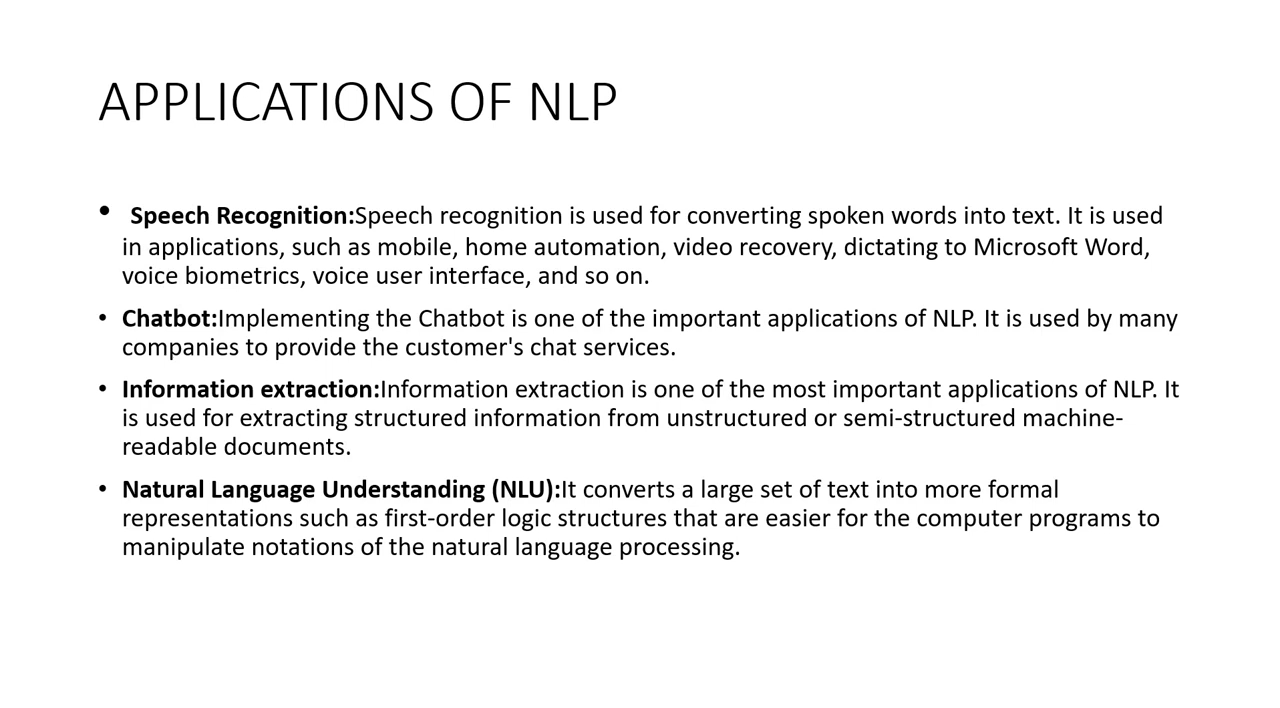 APPLICATIONS OF NLP
• Speech Recognition:Speech recognition is used for converting spoken words into text. It is used
in applications, such as mobile, home automation, video recovery, dictating to Microsoft Word,
voice biometrics, voice user interface, and so on.
• Chatbot:Implementing the Chatbot is one of the important applications of NLP. It is used by many
companies to provide the customer's chat services.
• Information extraction:Information extraction is one of the most important applications of NLP. It
is used for extracting structured information from unstructured or semi-structured machine-
readable documents.
• Natural Language Understanding (NLU):It converts a large set of text into more formal
representations such as first-order logic structures that are easier for the computer programs to
manipulate notations of the natural language processing.